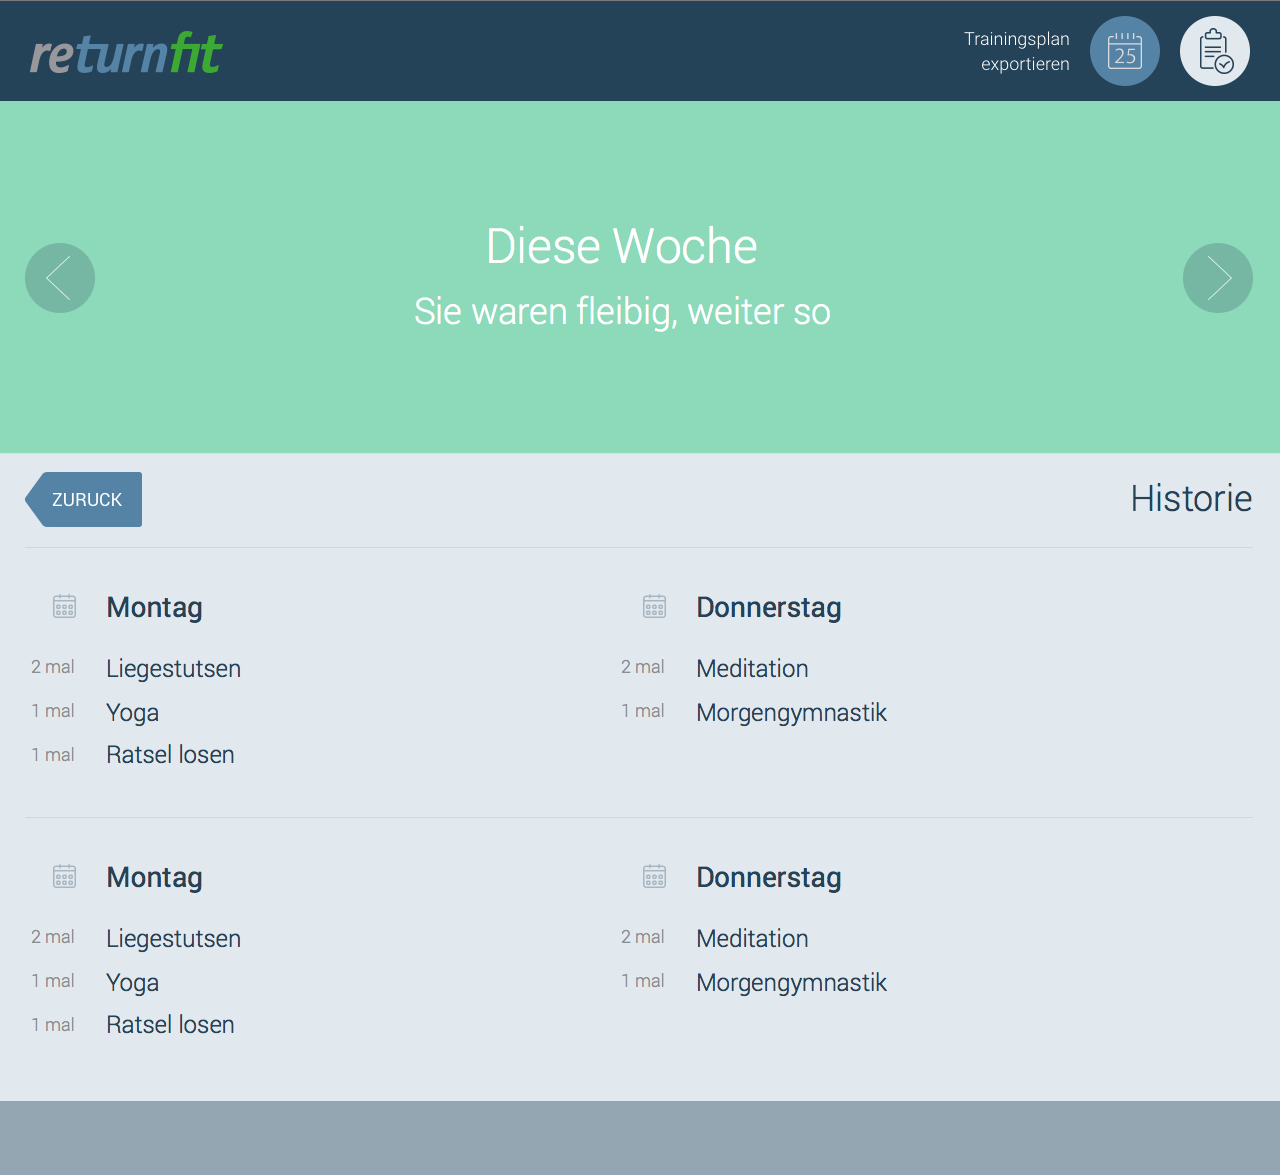 returnfit
Trainingsplan
exportieren
25
Diese Woche
Sie waren fleibig, weiter so
ZURUCK
Historie
Montag
2 mal Liegestutsen
1 mal Yoga
1 mal Ratsel losen
Donnerstag
2 mal Meditation
1 mal Morgengymnastik
Montag
2 mal Liegestutsen
1 mal Yoga
1 mal Ratsel losen
Donnerstag
2 mal Meditation
1 mal Morgengymnastik